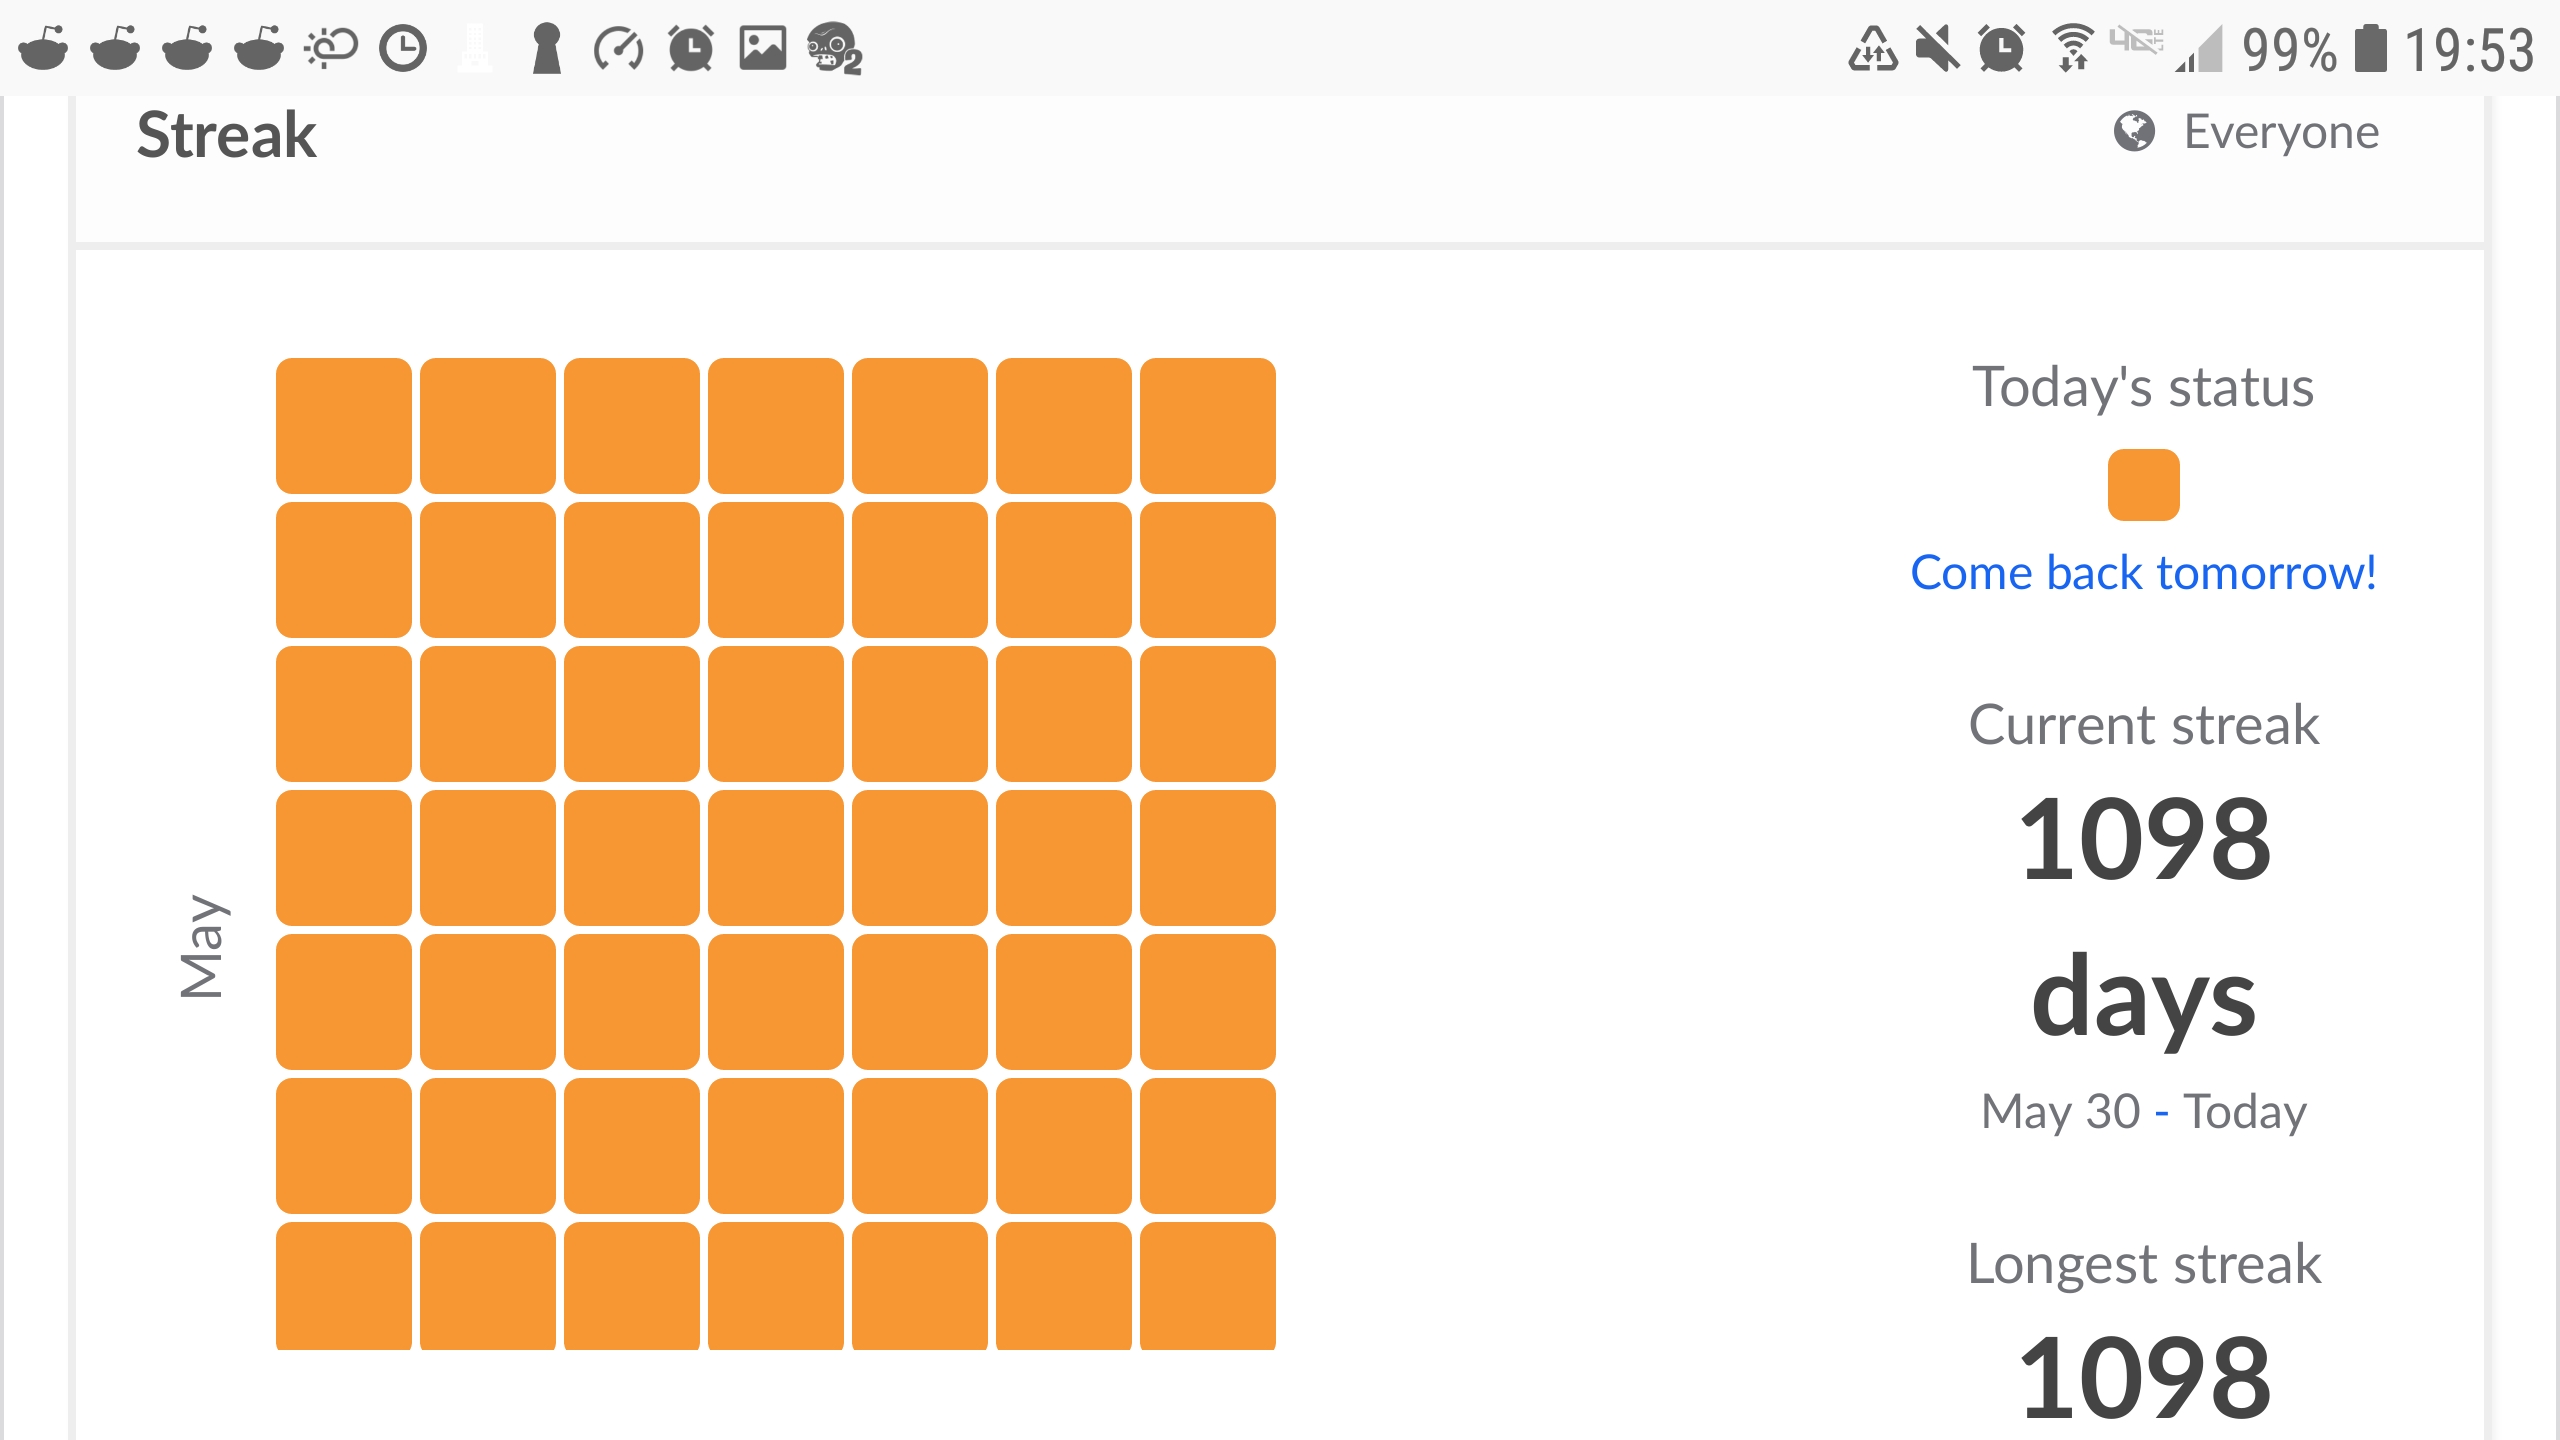 99% 19:53
Streak
Everyone
Today's status
Come back tomorrow!
May
Current streak
1098
days
May 30 - Today
Longest streak
1098